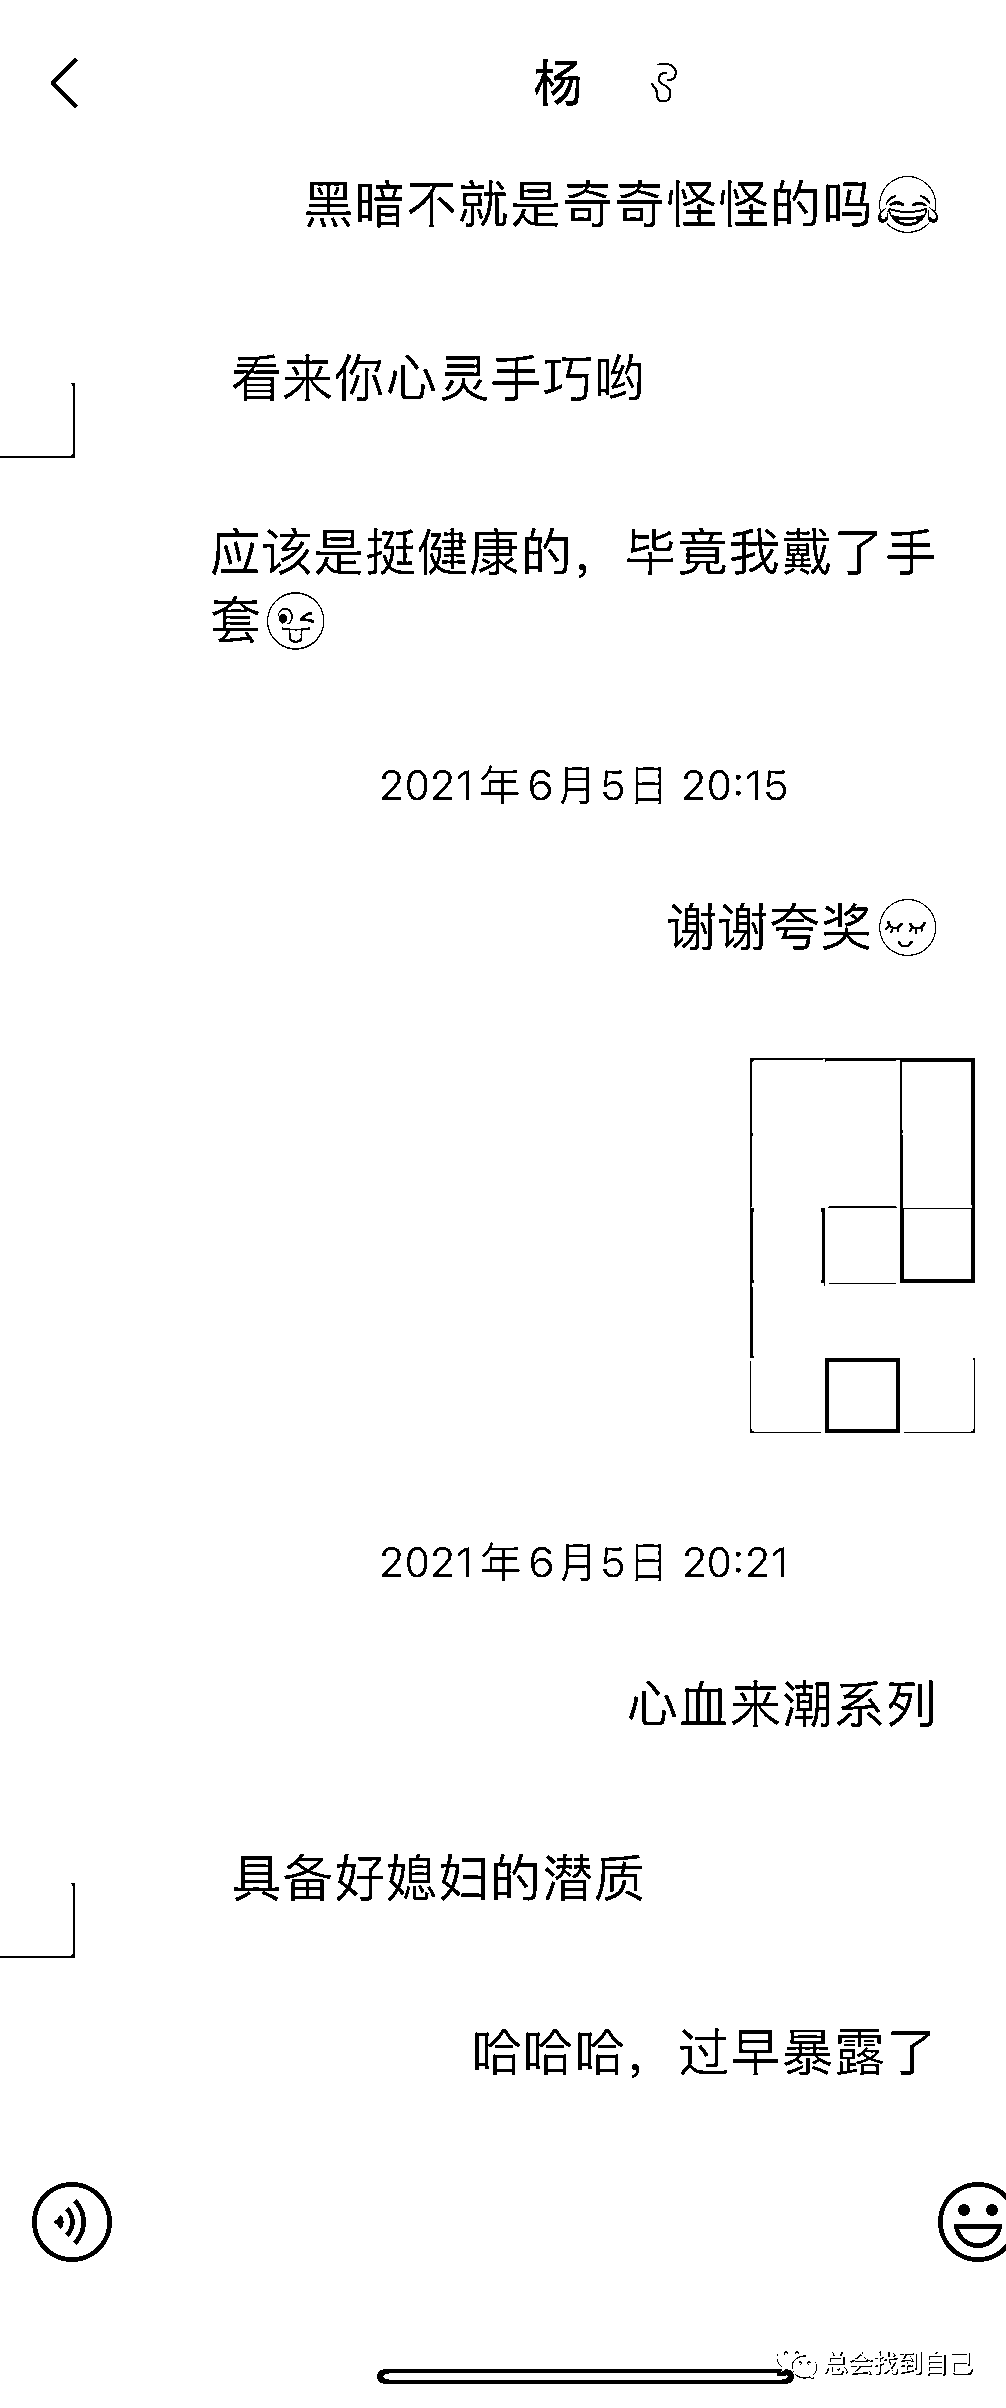 杨
黑暗不就是奇奇怪怪的吗😂
看来你心灵手巧哟
应该是挺健康的，毕竟我戴了手
套😜
2021年6月5日 20:15
谢谢夸奖😌
2021年6月5日 20:21
心血来潮系列
具备好媳妇的潜质
哈哈哈，过早暴露了
总会找到自己